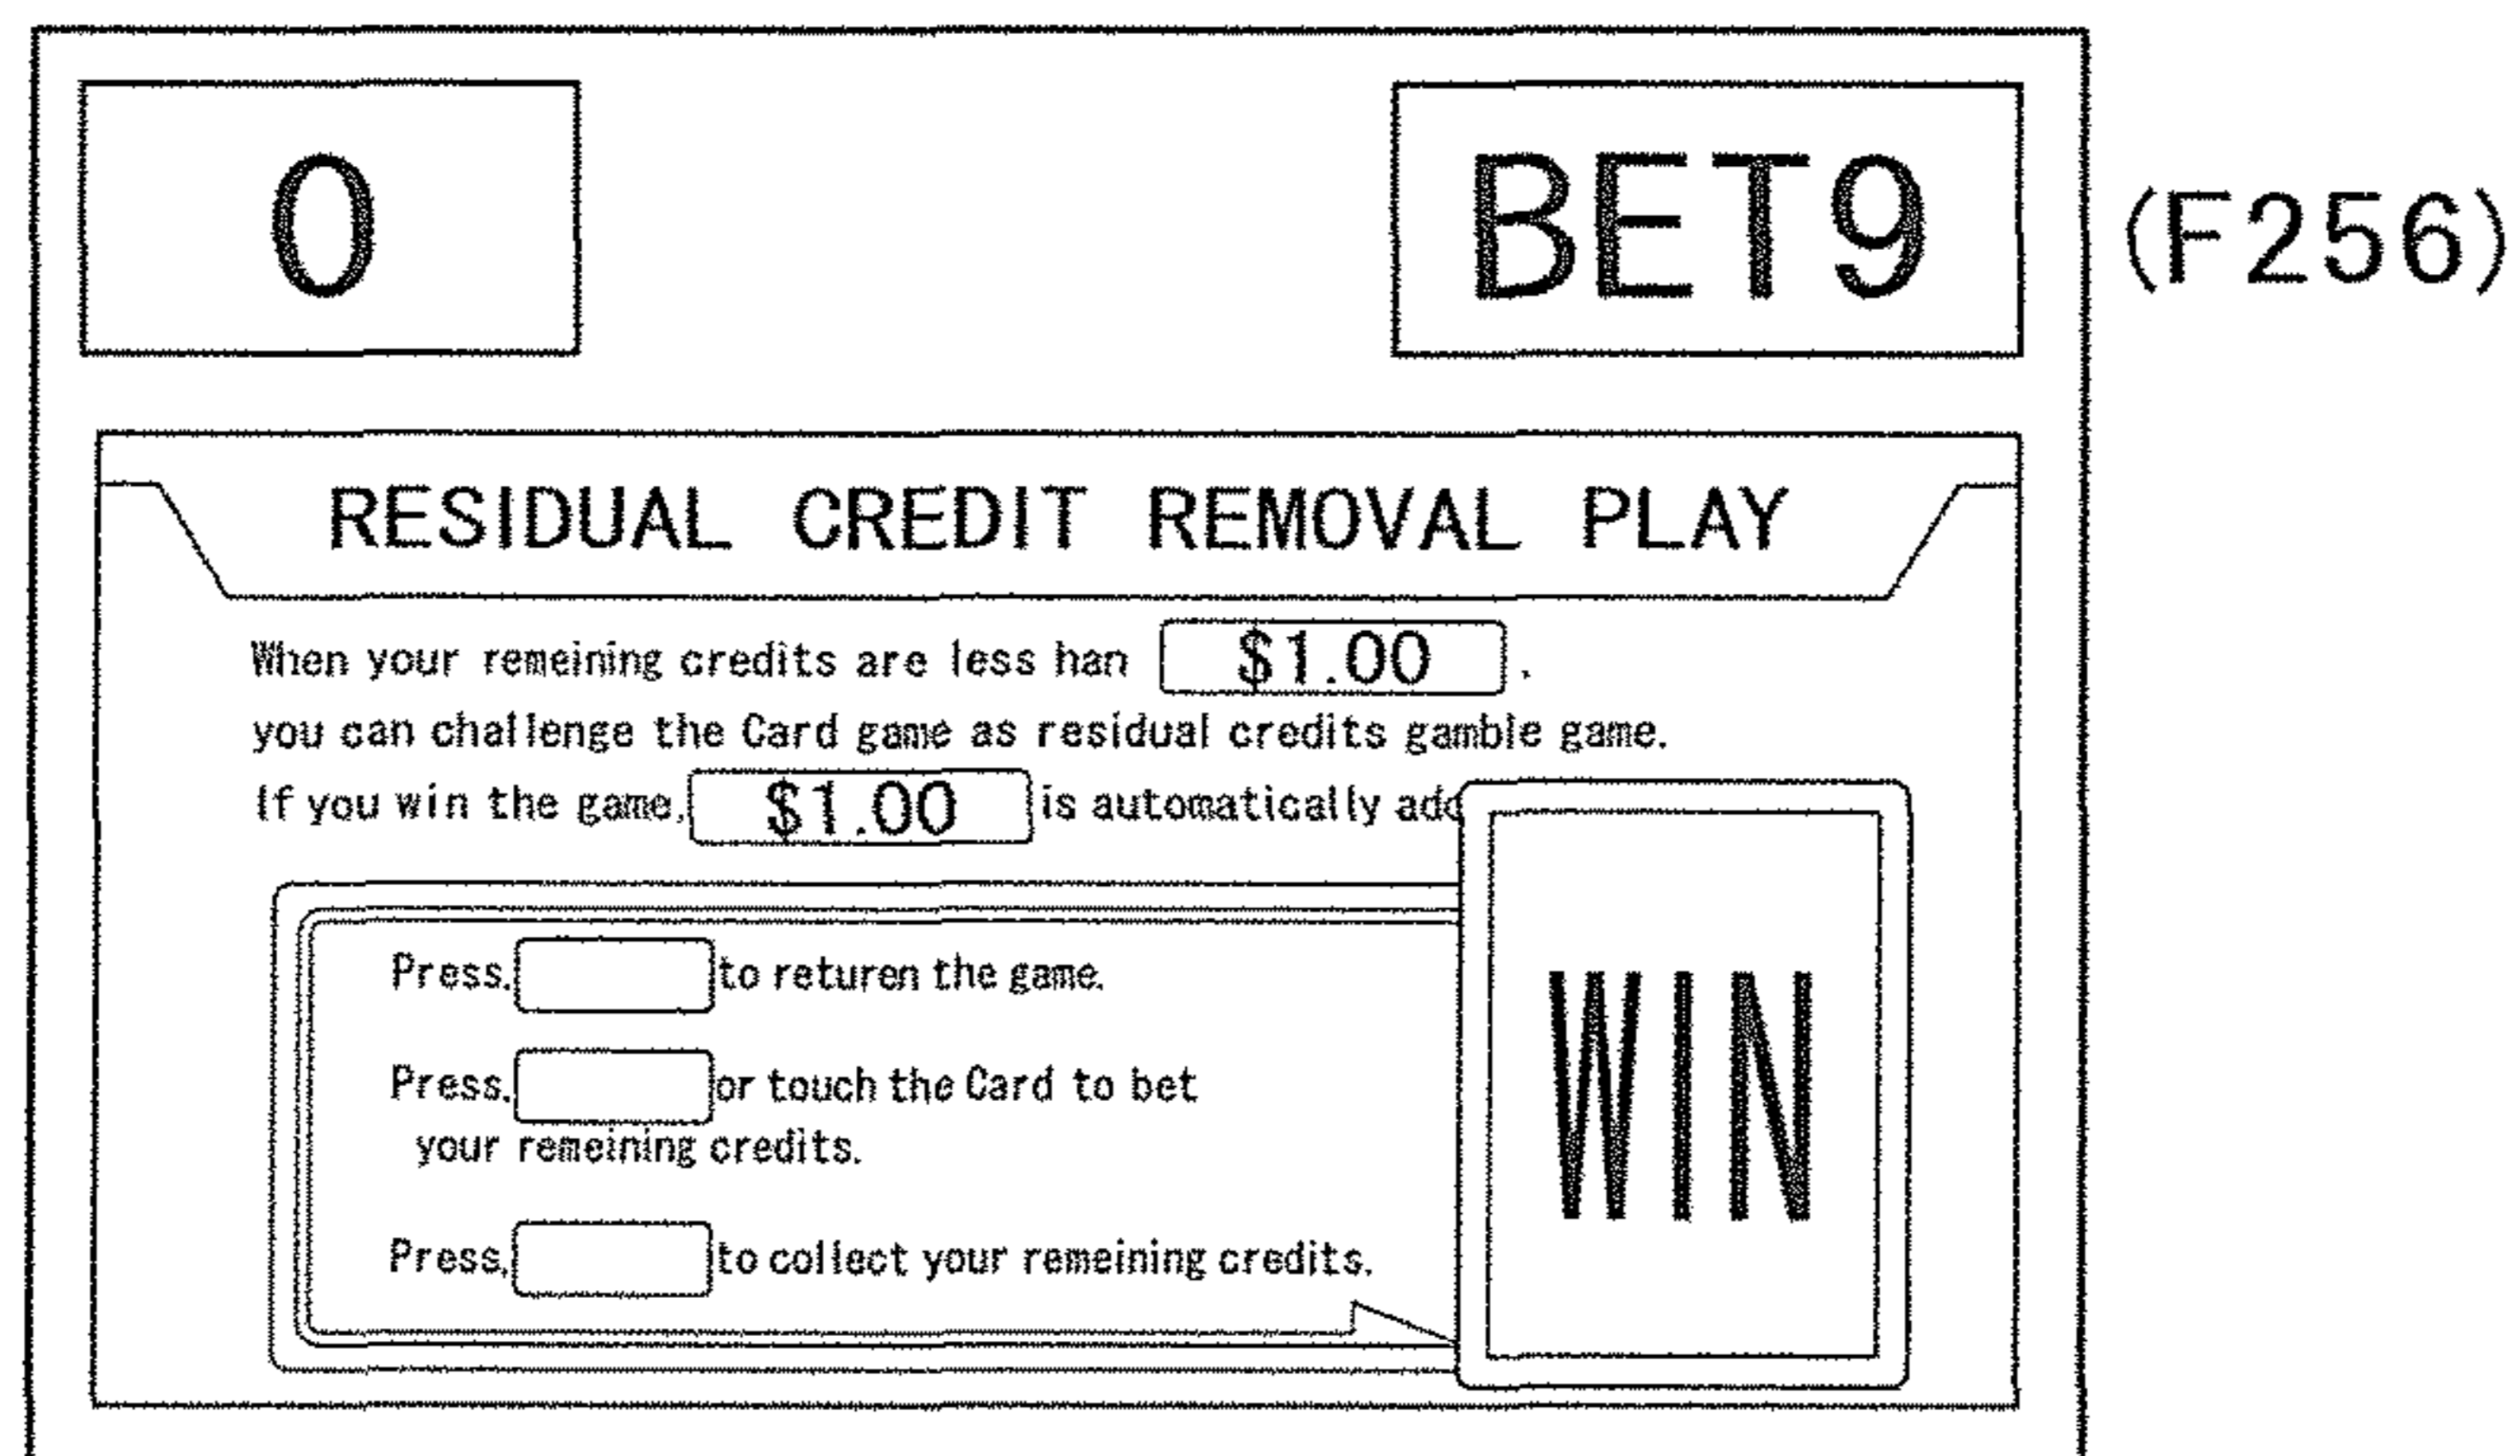 0
BET9
(F256)
RESIDUAL CREDIT REMOVAL PLAY
When your remeining credits are less han $1.00 .
you can challenge the Card game as residual credits gamble game.
If you win the game, $1.00 is automatically add
Press, to returen the game.
Press, or touch the Card to bet
your remeining credits.
Press, to collect your remeining credits.
WIN